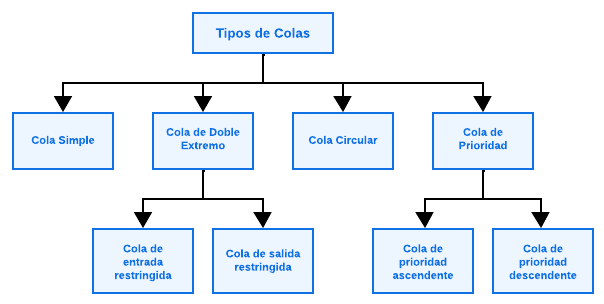 Tipos de Colas
Cola Simple
Cola de Doble
Extremo
Cola Circular
Cola de
Prioridad
Cola de
entrada
restringida
Cola de salida
restringida
Cola de
prioridad
ascendente
Cola de
prioridad
descendente